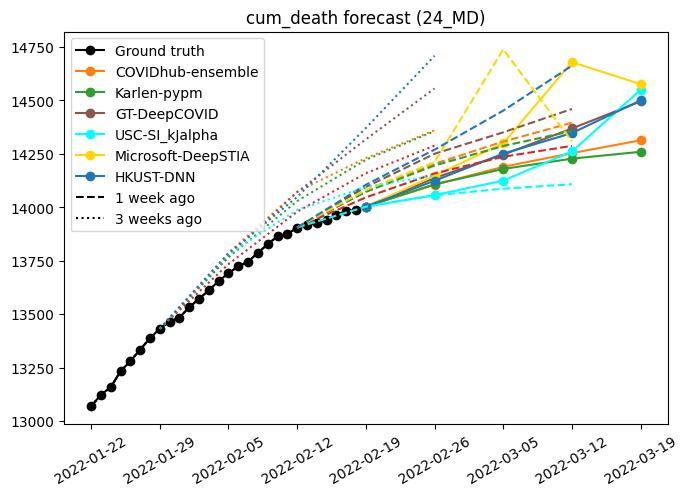 cum_death forecast (24_MD)
14750
14500
14250
14000
13750
13500
13250
13000
Ground truth
COVIDhub-ensemble
Karlen-pypm
GT-DeepCOVID
USC-SI_kJalpha
Microsoft-DeepSTIA
HKUST-DNN
1 week ago
3 weeks ago
2022-01-22
2022-01-29
2022-02-05
2022-02-12
2022-02-19
2022-02-26
2022-03-05
2022-03-12
2022-03-19